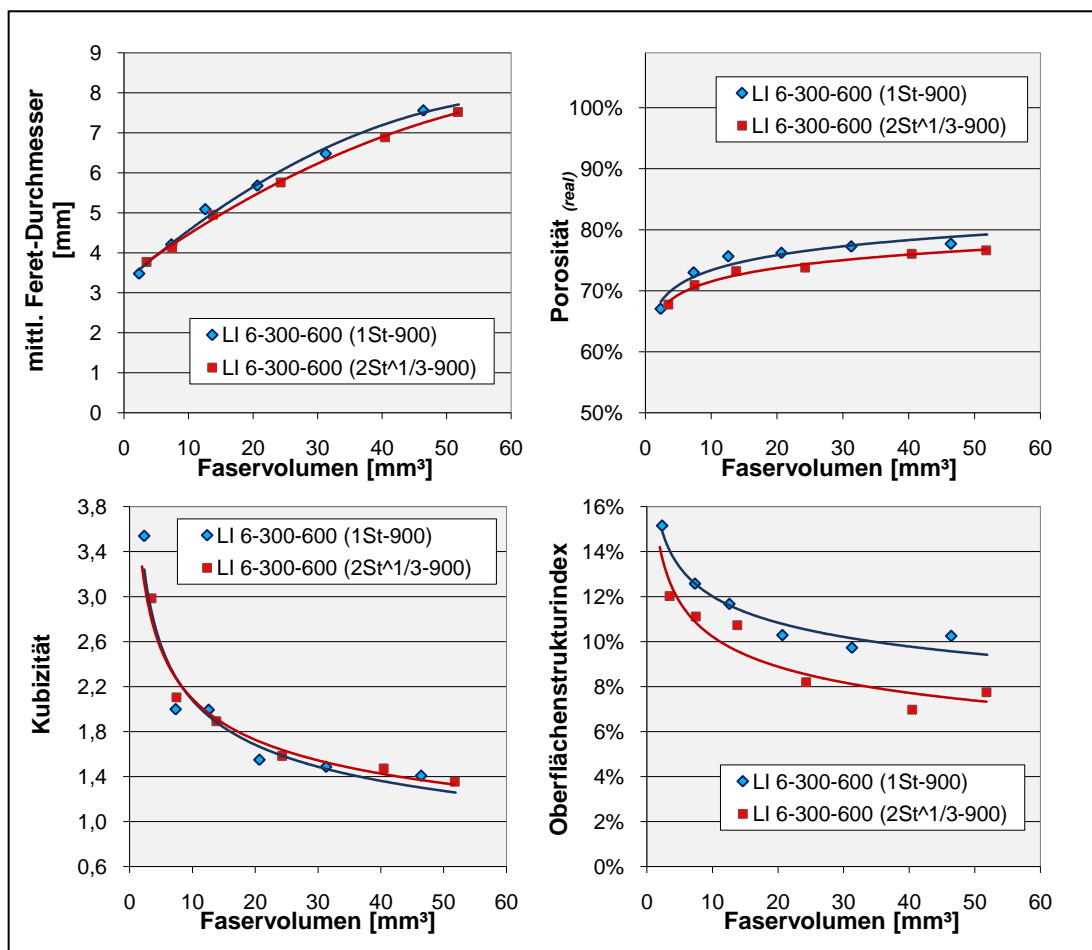 9
8
7
6
5
4
3
2
1
0
mittl. Feret-Durchmesser
[mm]
LI 6-300-600 (1St-900)
LI 6-300-600 (2St^1/3-900)
0 10 20 30 40 50 60
Faservolumen [mm³]
100%
90%
80%
70%
60%
50%
Porosität (real)
LI 6-300-600 (1St-900)
LI 6-300-600 (2St^1/3-900)
0 10 20 30 40 50 60
Faservolumen [mm³]
3,8
3,4
3,0
2,6
2,2
1,8
1,4
1,0
0,6
Kubizität
LI 6-300-600 (1St-900)
LI 6-300-600 (2St^1/3-900)
0 10 20 30 40 50 60
Faservolumen [mm³]
16%
14%
12%
10%
8%
6%
4%
2%
0%
Oberflächenstrukturindex
LI 6-300-600 (1St-900)
LI 6-300-600 (2St^1/3-900)
0 10 20 30 40 50 60
Faservolumen [mm³]